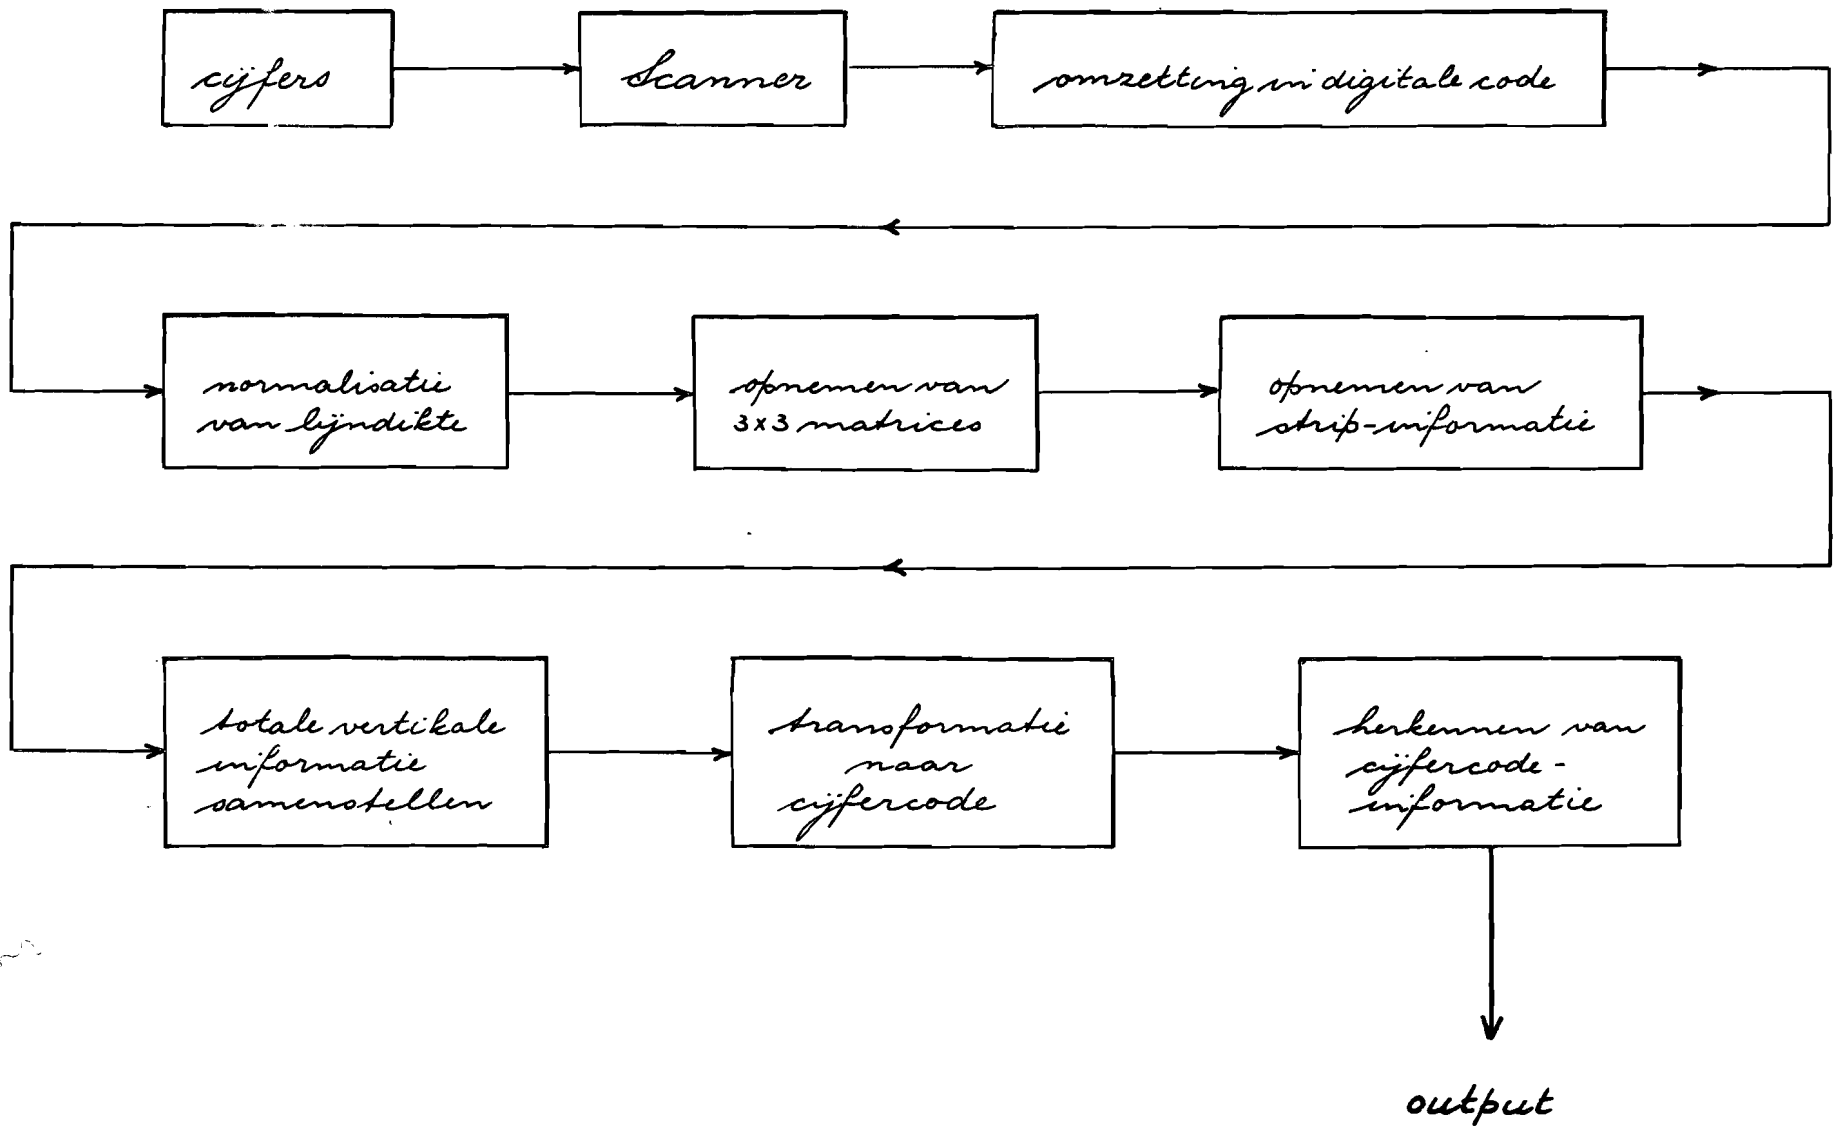 cijfers
Scanner
omzetting in digitale code
normalisatie
van lijndikte
opnemen van
3x3 matrices
opnemen van
strip-informatie
totale vertikale
informatie
samenstellen
transformatie
naar
cijfercode
herkennen van
cijfercode-
informatie
output